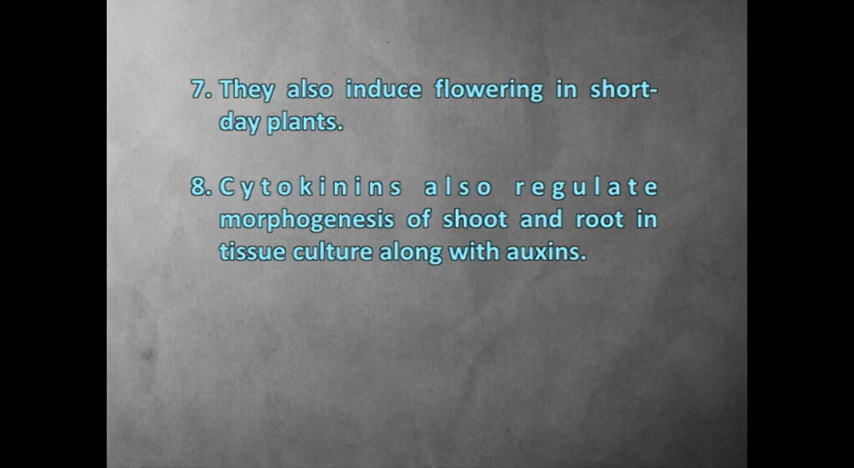 7. They also induce flowering in short-
day plants.
8. Cytokinins also regulate
morphogenesis of shoot and root in
tissue culture along with auxins.